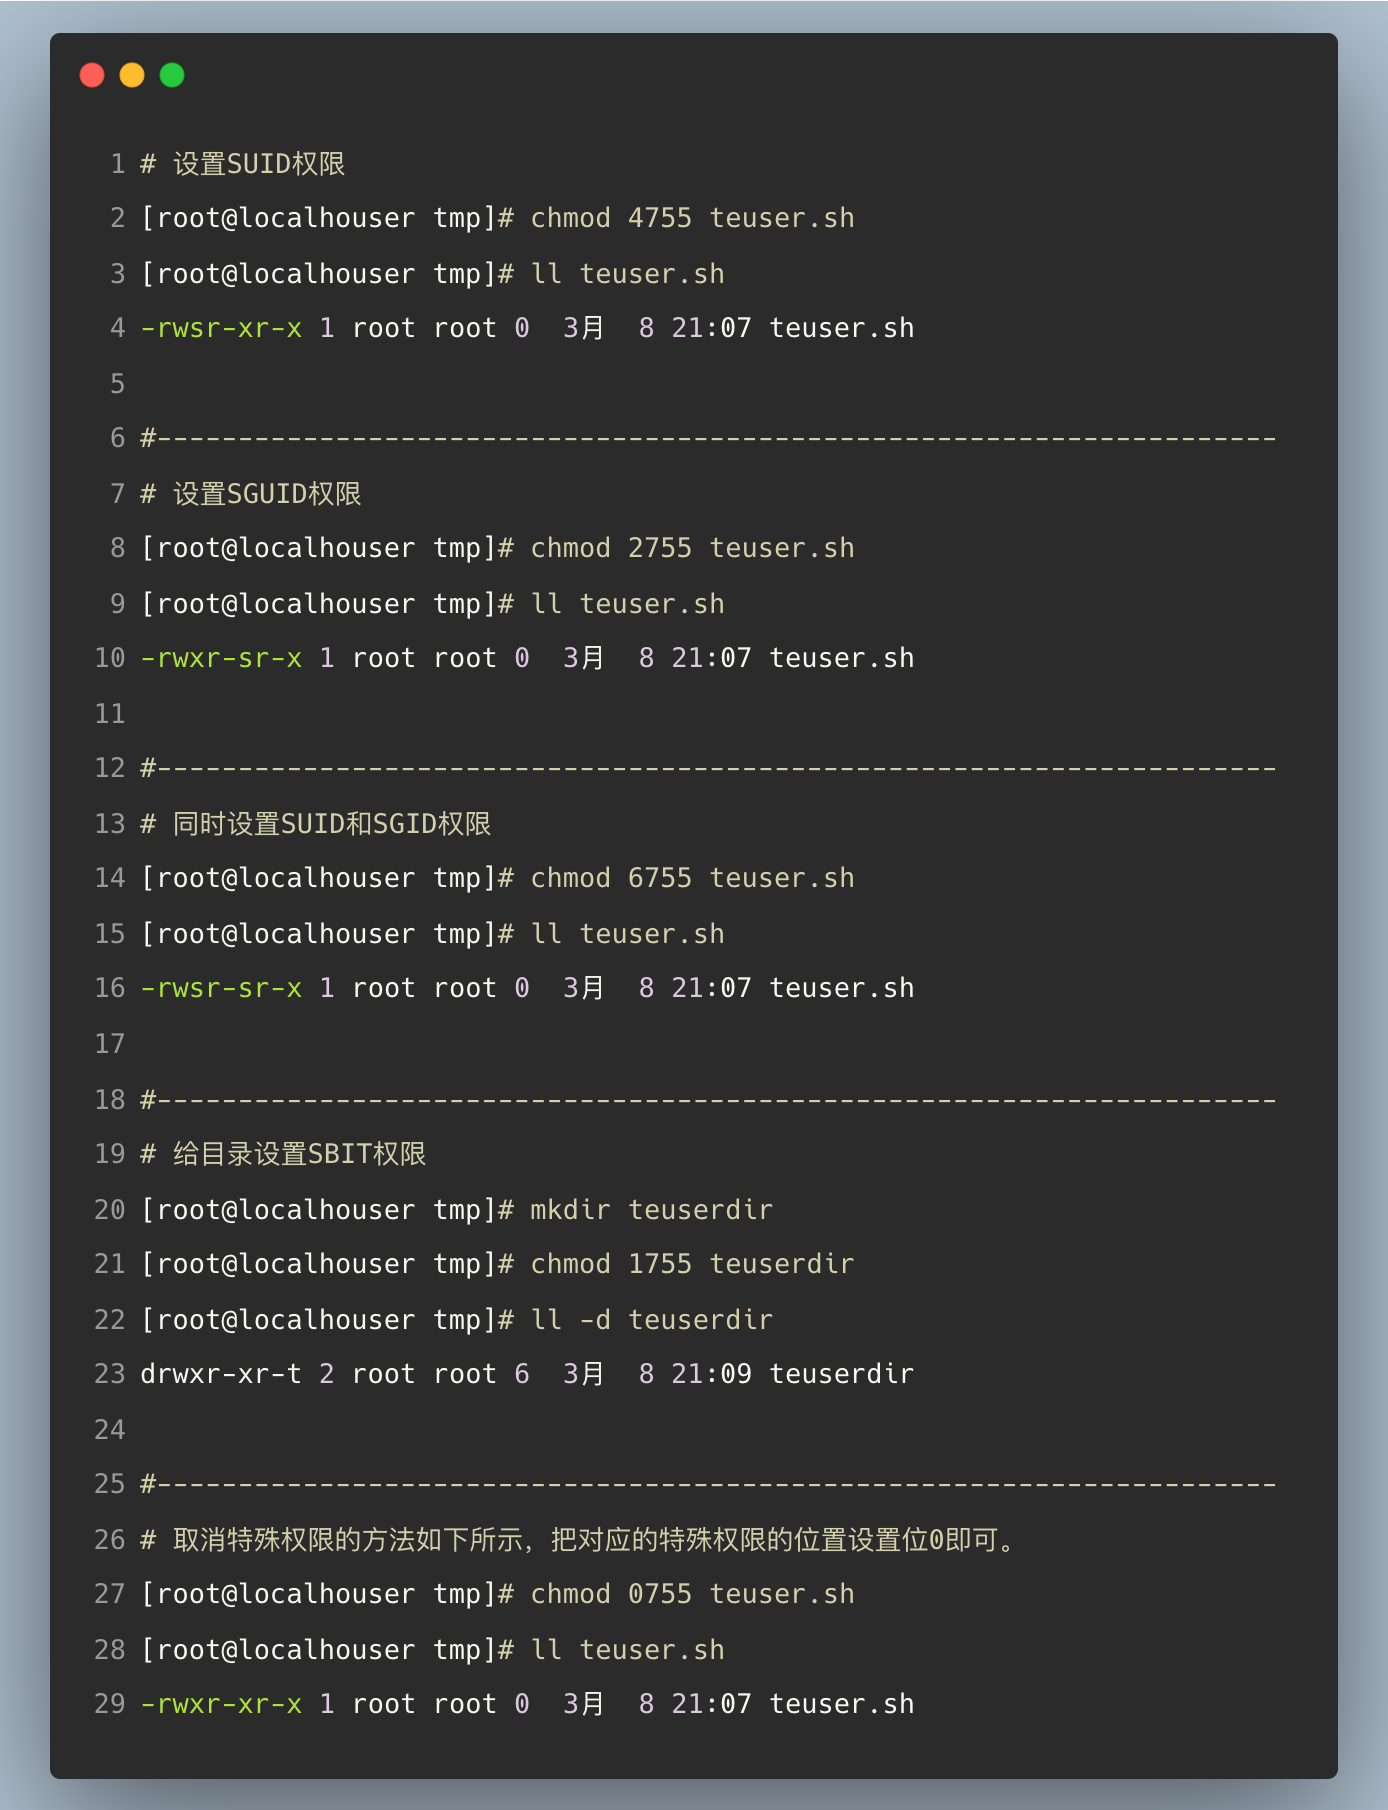 1 # 设置SUID权限
2 [root@localhouser tmp]# chmod 4755 teuser.sh
3 [root@localhouser tmp]# ll teuser.sh
4 -rwsr-xr-x 1 root root 0  3月  8 21:07 teuser.sh
5
6 #---------------------------------------------------------------------
7 # 设置SGUID权限
8 [root@localhouser tmp]# chmod 2755 teuser.sh
9 [root@localhouser tmp]# ll teuser.sh
10 -rwxr-sr-x 1 root root 0  3月  8 21:07 teuser.sh
11
12 #---------------------------------------------------------------------
13 # 同时设置SUID和SGID权限
14 [root@localhouser tmp]# chmod 6755 teuser.sh
15 [root@localhouser tmp]# ll teuser.sh
16 -rwsr-sr-x 1 root root 0  3月  8 21:07 teuser.sh
17
18 #---------------------------------------------------------------------
19 # 给目录设置SBIT权限
20 [root@localhouser tmp]# mkdir teuserdir
21 [root@localhouser tmp]# chmod 1755 teuserdir
22 [root@localhouser tmp]# ll -d teuserdir
23 drwxr-xr-t 2 root root 6  3月  8 21:09 teuserdir
24
25 #---------------------------------------------------------------------
26 # 取消特殊权限的方法如下所示，把对应的特殊权限的位置设置位0即可。
27 [root@localhouser tmp]# chmod 0755 teuser.sh
28 [root@localhouser tmp]# ll teuser.sh
29 -rwxr-xr-x 1 root root 0  3月  8 21:07 teuser.sh